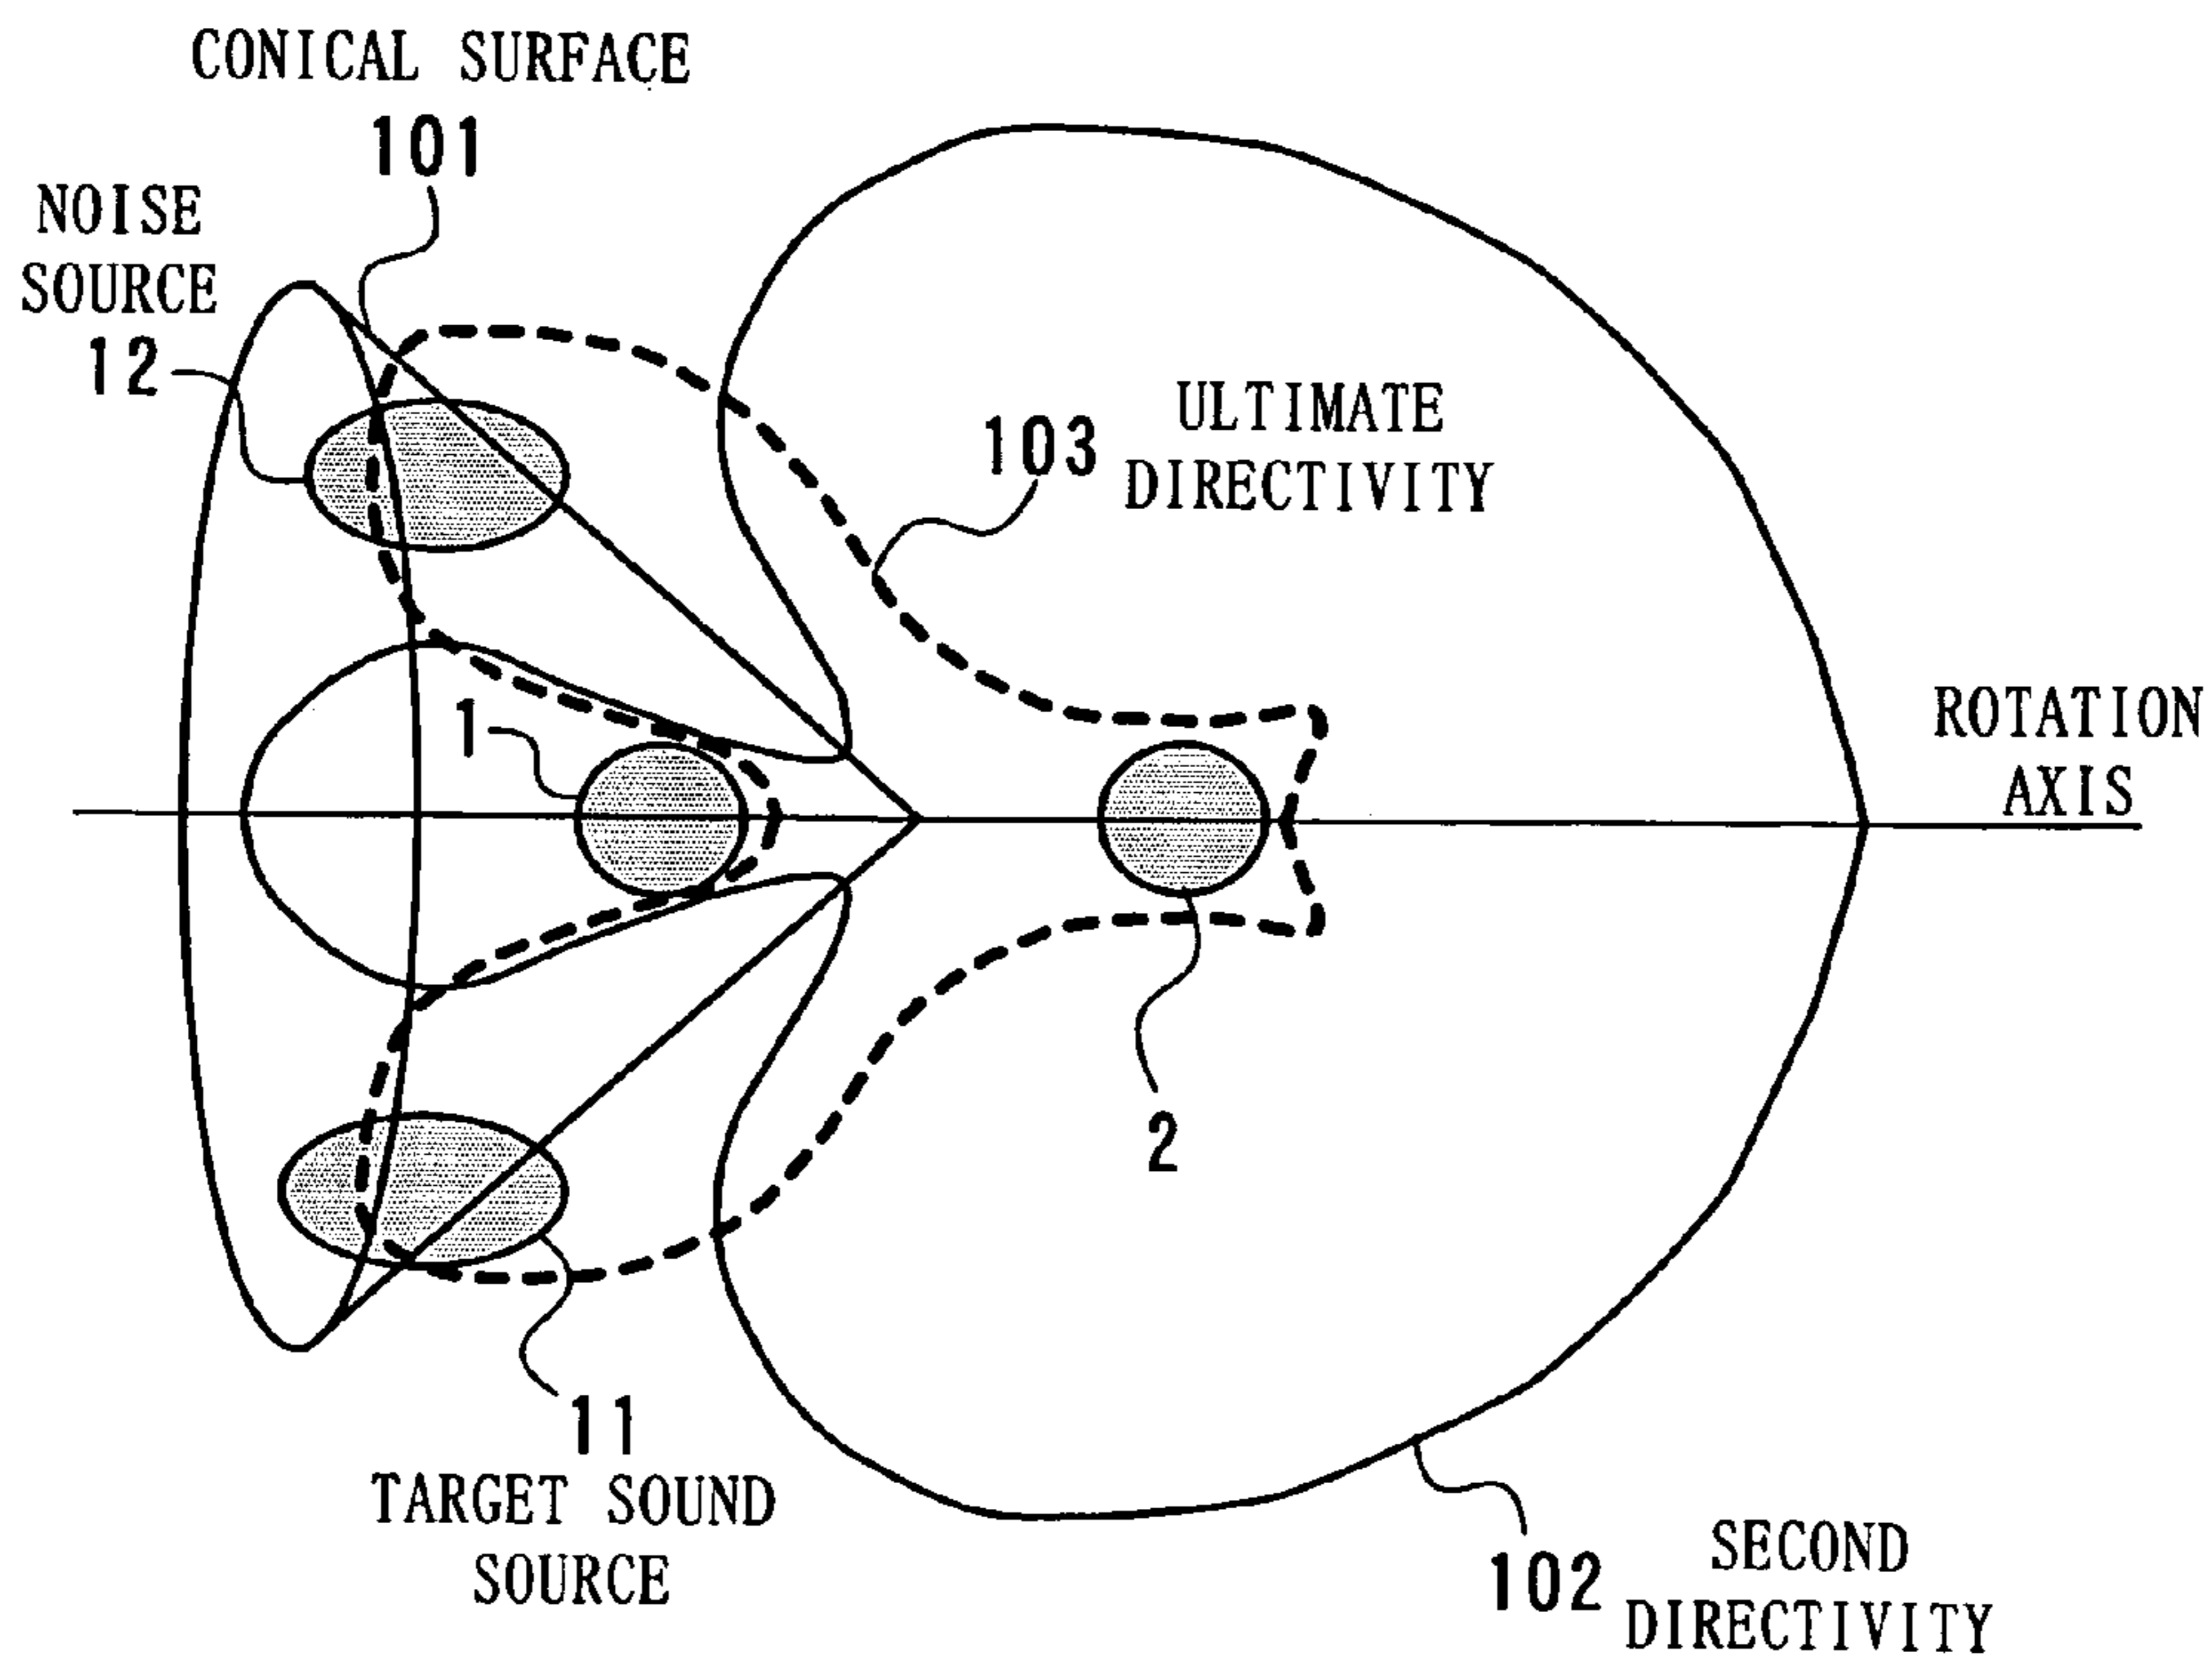 CONICAL SURFACE
101
NOISE
SOURCE
12
ULTIMATE
DIRECTIVITY
103
1
ROTATION
AXIS
2
11
TARGET SOUND
SOURCE
102
SECOND
DIRECTIVITY